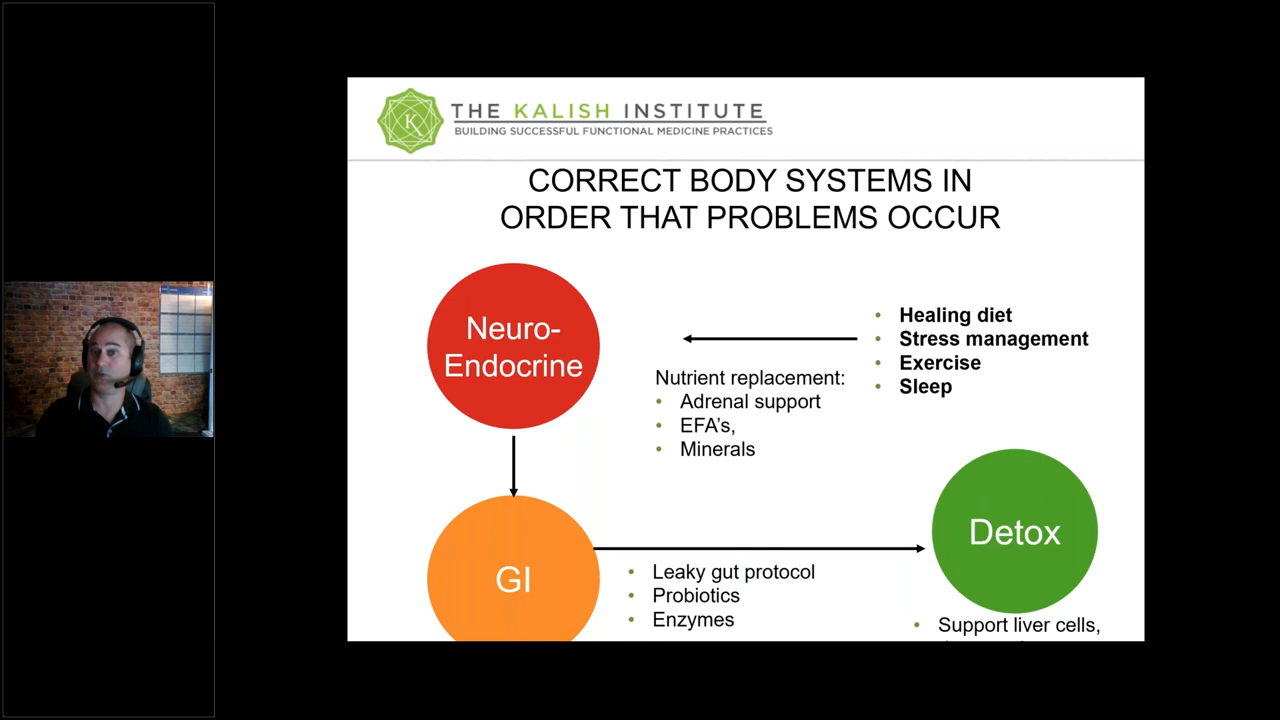 THE KALISH INSTITUTE
BUILDING SUCCESSFUL FUNCTIONAL MEDICINE PRACTICES
CORRECT BODY SYSTEMS IN
ORDER THAT PROBLEMS OCCUR
Neuro-
Endocrine
• Healing diet
• Stress management
• Exercise
• Sleep
Nutrient replacement:
• Adrenal support
• EFA's,
• Minerals
GI
• Leaky gut protocol
• Probiotics
• Enzymes
Detox
• Support liver cells,